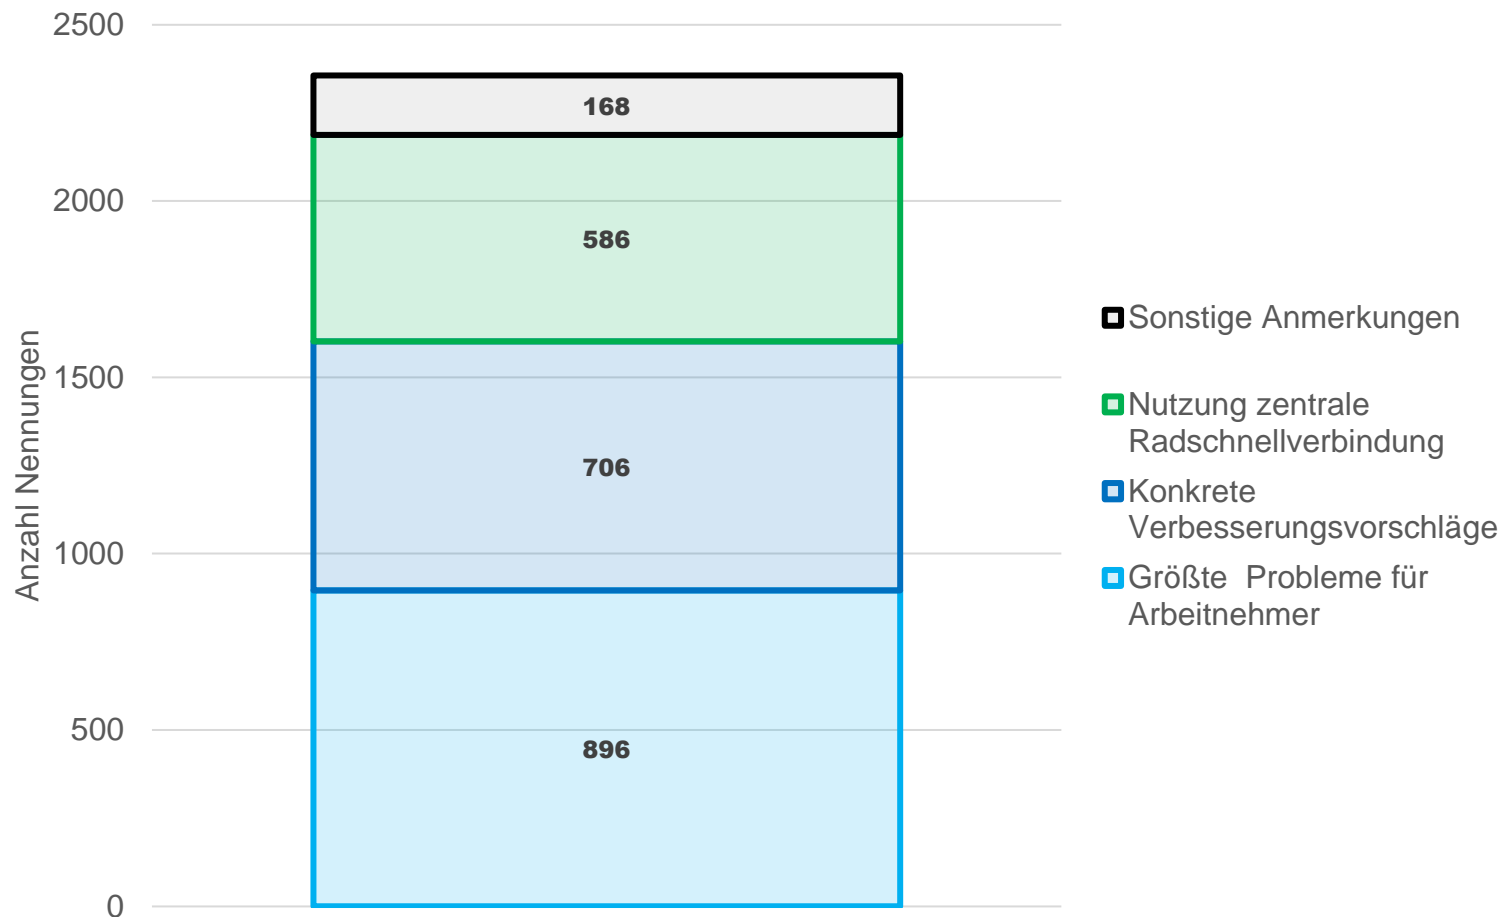 2500
2000
1500
1000
500
0
Anzahl Nennungen
168
586
706
896
Sonstige Anmerkungen
Nutzung zentrale
Radschnellverbindung
Konkrete
Verbesserungsvorschläge
Größte  Probleme für
Arbeitnehmer